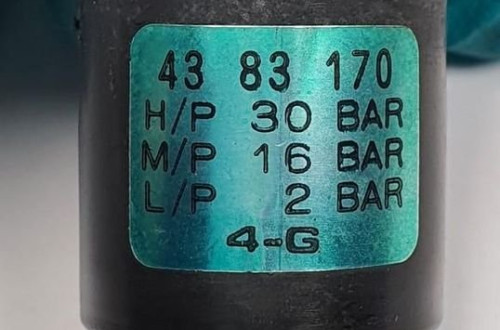 43 83 170
H/P 30 BAR
M/P 16 BAR
L/P 2 BAR
4-G